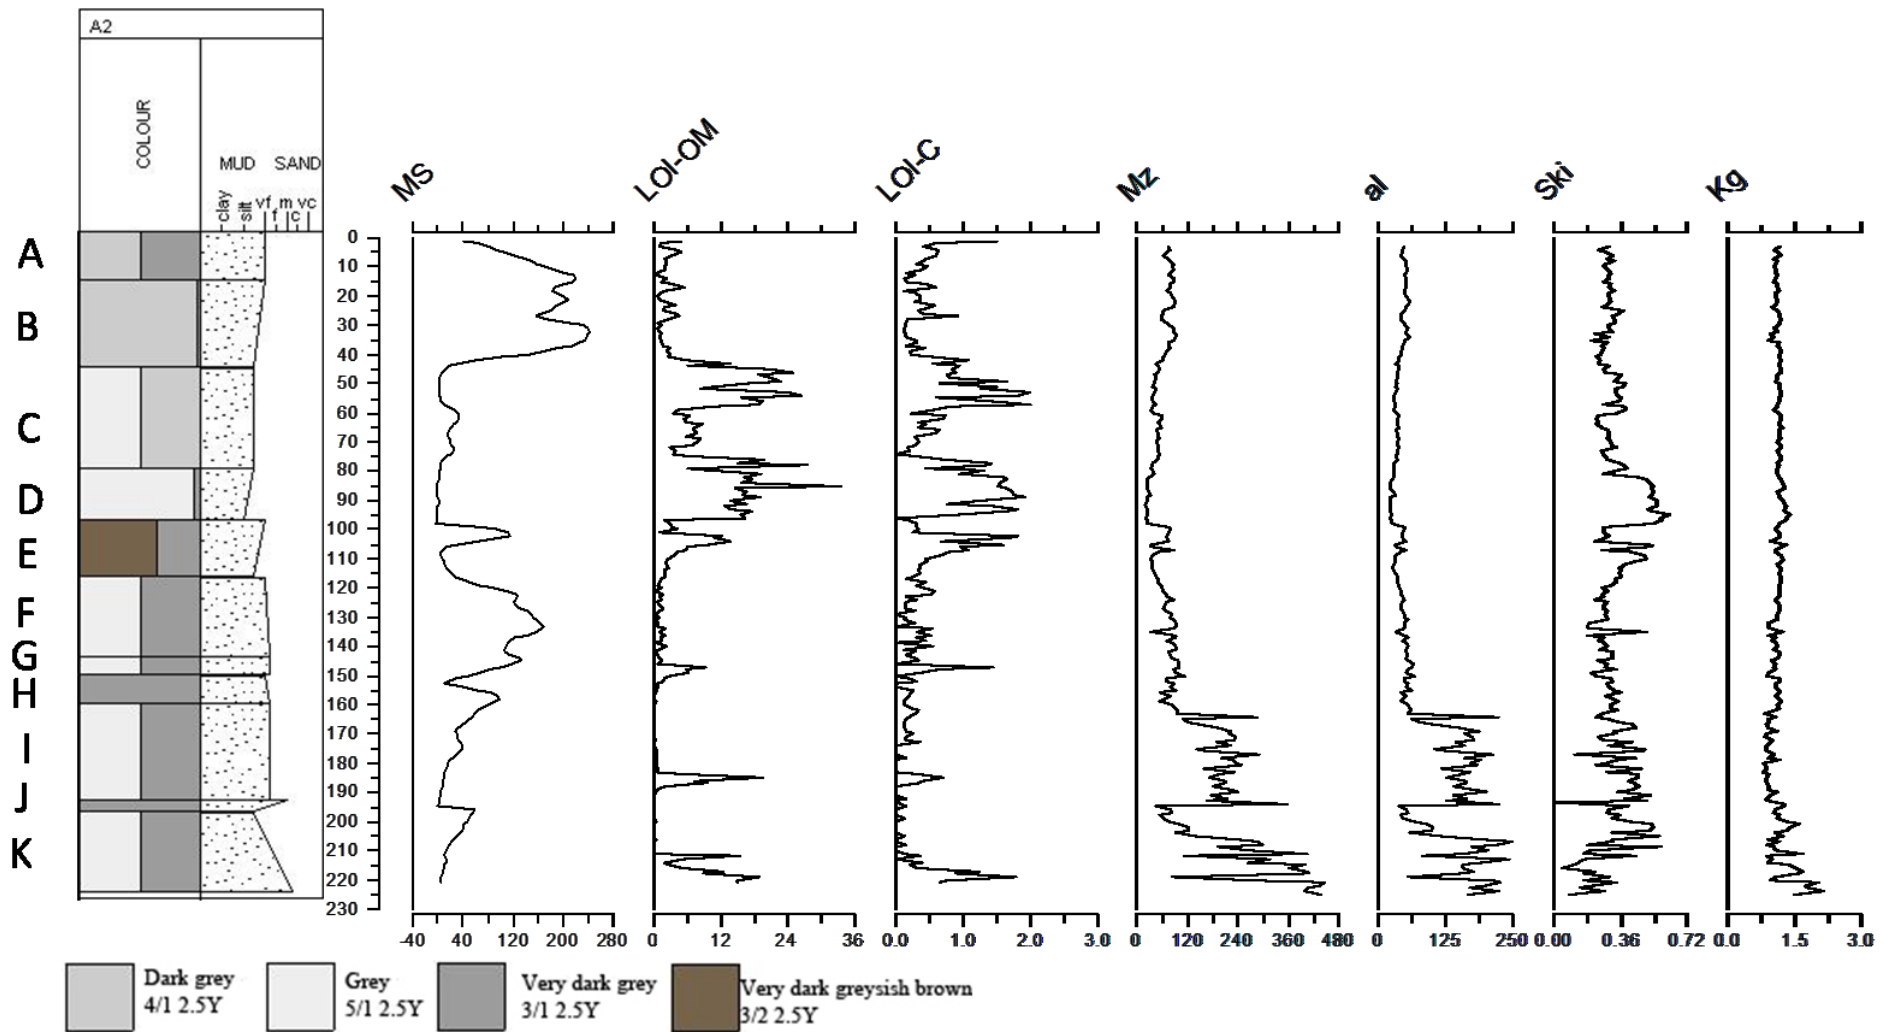 A2
COLOUR
MUD SAND
clay
silt
vf
f
m
c
vc
MS
LOI-OM
LOI-C
Mz
al
Ski
Kg
A
B
C
D
E
F
G
H
I
J
K
0
10
20
30
40
50
60
70
80
90
100
110
120
130
140
150
160
170
180
190
200
210
220
230
-40 40 120 200 280
0 12 24 36
0.0 1.0 2.0 3.0
0 120 240 360 480
0 125 250
0.00 0.36 0.72
0.0 1.5 3.0
Dark grey
4/1 2.5Y
Grey
5/1 2.5Y
Very dark grey
3/1 2.5Y
Very dark greysish brown
3/2 2.5Y